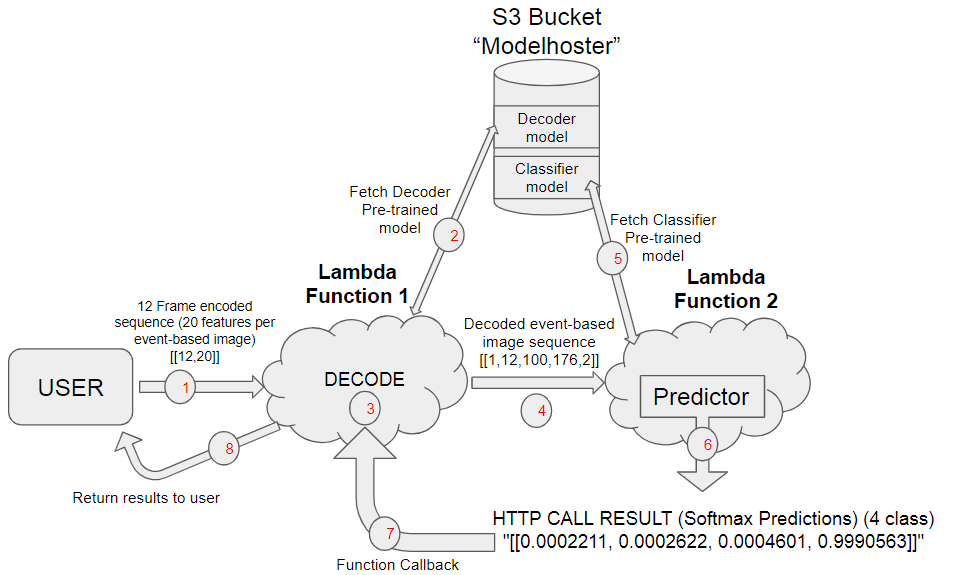 S3 Bucket
“Modelhoster”
Decoder
model
Classifier
model
Fetch Decoder
Pre-trained
model
2
Fetch Classifier
Pre-trained
model
5
Lambda
Function 1
Lambda
Function 2
12 Frame encoded
sequence (20 features per
event-based image)
[[12,20]]
Decoded event-based
image sequence
[[1,12,100,176,2]]
USER
1
DECODE
3
4
Predictor
6
8
Return results to user
HTTP CALL RESULT (Softmax Predictions) (4 class)
"[[0.0002211, 0.0002622, 0.0004601, 0.9990563]]"
7
Function Callback